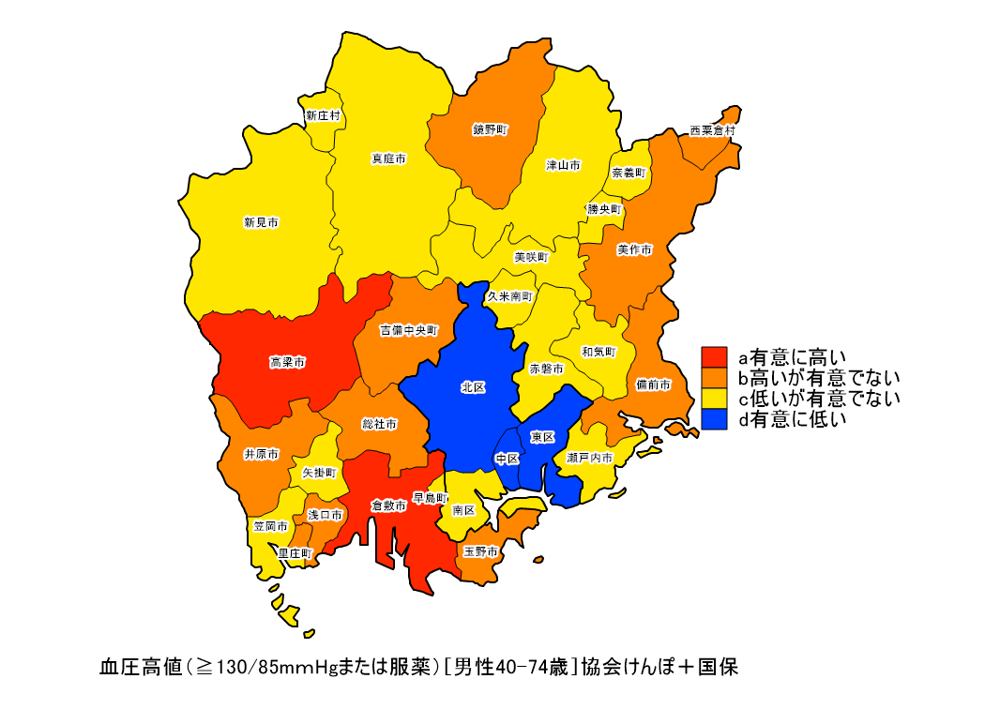 新庄村
鏡野町
西粟倉村
真庭市
津山市
奈義町
勝央町
新見市
美作市
美咲町
久米南町
吉備中央町
和気町
高梁市
赤磐市
備前市
北区
総社市
東区
井原市
中区
瀬戸内市
矢掛町
早島町
倉敷市
南区
浅口市
笠岡市
里庄町
玉野市
a有意に高い
b高いが有意でない
c低いが有意でない
d有意に低い
血圧高値(≧130/85mmHgまたは服薬)[男性40-74歳]協会けんぽ＋国保